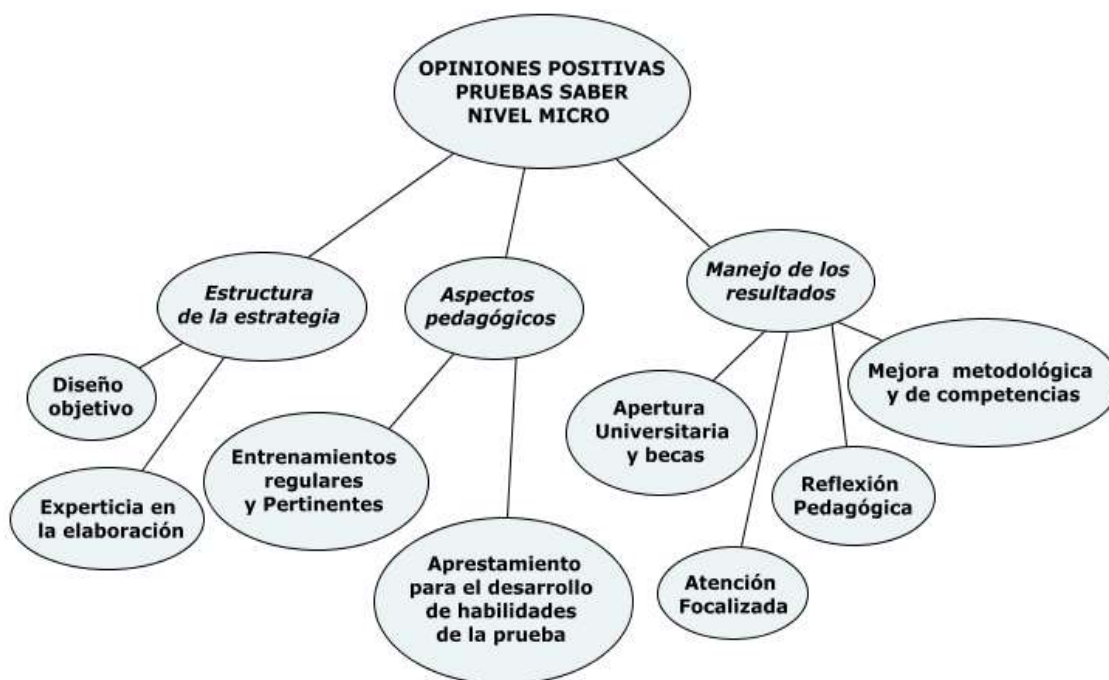 OPINIONES POSITIVAS
PRUEBAS SABER
NIVEL MICRO
Estructura
de la estrategia
Aspectos
pedagógicos
Manejo de los
resultados
Diseño
objetivo
Experticia en
la elaboración
Entrenamientos
regulares
y Pertinentes
Aprestamiento
para el desarrollo
de habilidades
de la prueba
Apertura
Universitaria
y becas
Atención
Focalizada
Reflexión
Pedagógica
Mejora metodológica
y de competencias